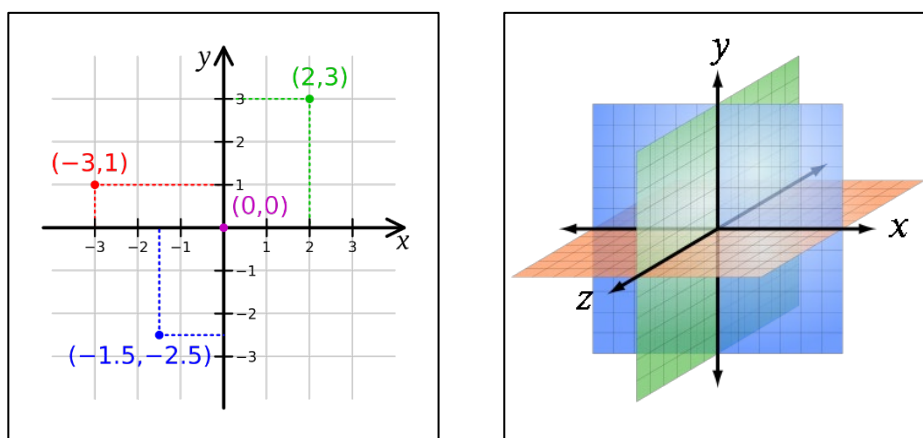 y
(2,3)
3
2
(−3,1)
1
(0,0)
−3 −2 −1 1 2 3 x
−1
−2
(−1.5,−2.5)
−3
y
x
z